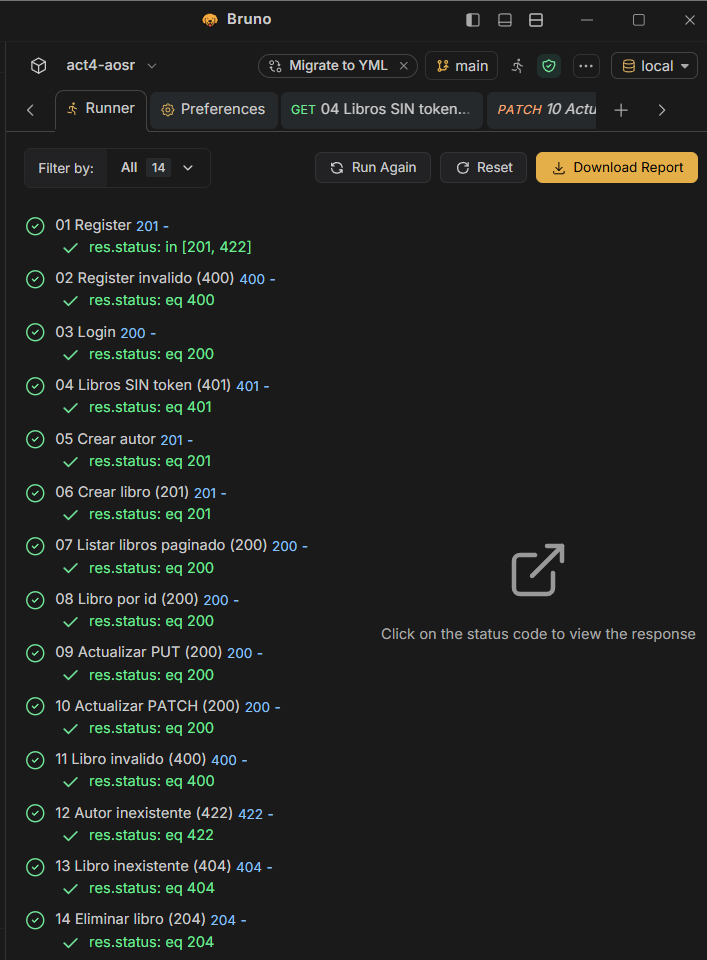 Bruno
act4-aosr
Migrate to YML
main
local
Runner
Preferences
GET 04 Libros SIN token...
PATCH 10 Actu
Filter by:
All 14
Run Again
Reset
Download Report
01 Register 201 -
res.status: in [201, 422]
02 Register invalido (400) 400 -
res.status: eq 400
03 Login 200 -
res.status: eq 200
04 Libros SIN token (401) 401 -
res.status: eq 401
05 Crear autor 201 -
res.status: eq 201
06 Crear libro (201) 201 -
res.status: eq 201
07 Listar libros paginado (200) 200 -
res.status: eq 200
08 Libro por id (200) 200 -
res.status: eq 200
09 Actualizar PUT (200) 200 -
res.status: eq 200
10 Actualizar PATCH (200) 200 -
res.status: eq 200
11 Libro invalido (400) 400 -
res.status: eq 400
12 Autor inexistente (422) 422 -
res.status: eq 422
13 Libro inexistente (404) 404 -
res.status: eq 404
14 Eliminar libro (204) 204 -
res.status: eq 204
Click on the status code to view the response